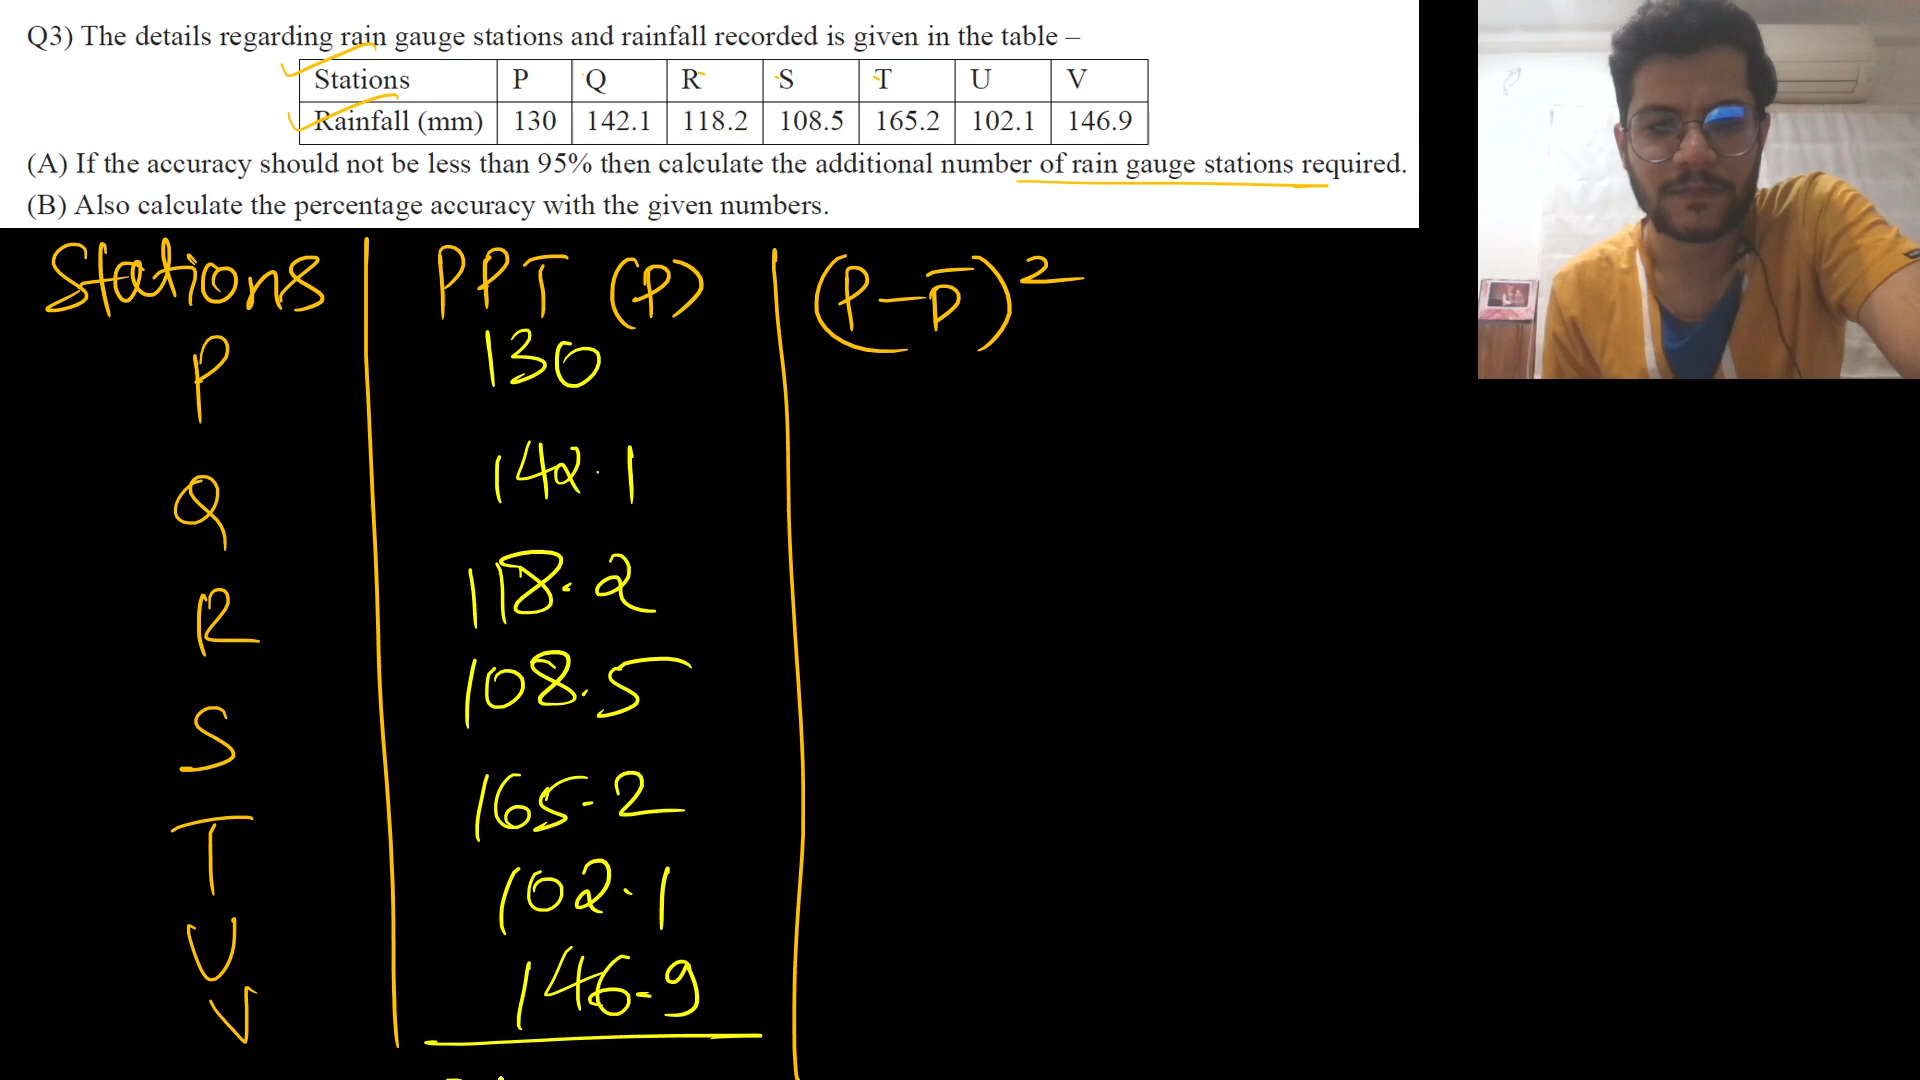 Q3) The details regarding rain gauge stations and rainfall recorded is given in the table –
Stations P Q R S T U V
Rainfall (mm) 130 142.1 118.2 108.5 165.2 102.1 146.9
(A) If the accuracy should not be less than 95% then calculate the additional number of rain gauge stations required.
(B) Also calculate the percentage accuracy with the given numbers.
Stations PPT (P) (P-P̅)²
P 130
Q 142.1
R 118.2
S 108.5
T 165.2
U 102.1
V 146.9